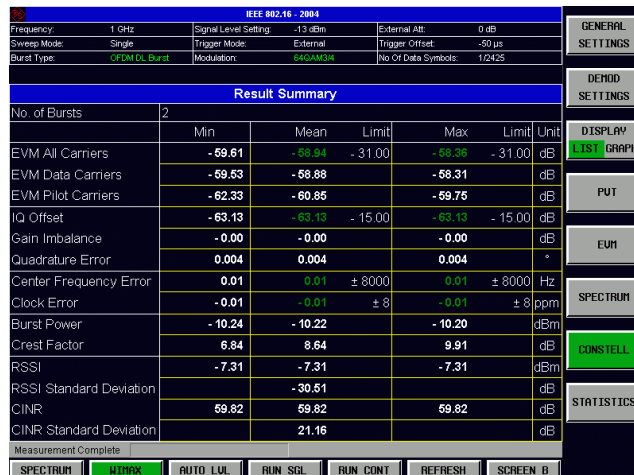 IEEE 802.16 - 2004
Frequency: 1 GHz Signal Level Setting: -13 dBm External Att: 0 dB
Sweep Mode: Single Trigger Mode: External Trigger Offset: -50 µs
Burst Type: OFDM DL Burst Modulation: 64QAM3/4 No Of Data Symbols: 1/2425
Result Summary
No. of Bursts 2
Min Mean Limit Max Limit Unit
EVM All Carriers - 59.61 - 58.94 - 31.00 - 58.36 - 31.00 dB
EVM Data Carriers - 59.53 - 58.88 - 58.31 dB
EVM Pilot Carriers - 62.33 - 60.85 - 59.75 dB
IQ Offset - 63.13 - 63.13 - 15.00 - 63.13 - 15.00 dB
Gain Imbalance - 0.00 - 0.00 - 0.00 dB
Quadrature Error 0.004 0.004 0.004 °
Center Frequency Error 0.01 0.01 ± 8000 0.01 ± 8000 Hz
Clock Error - 0.01 - 0.01 ± 8 - 0.01 ± 8 ppm
Burst Power - 10.24 - 10.22 - 10.20 dBm
Crest Factor 6.84 8.64 9.91 dB
RSSI - 7.31 - 7.31 - 7.31 dBm
RSSI Standard Deviation - 30.51 dB
CINR 59.82 59.82 59.82 dB
CINR Standard Deviation 21.16 dB
Measurement Complete
SPECTRUM WIMAX AUTO LVL RUN SGL RUN CONT REFRESH SCREEN B
GENERAL
SETTINGS
DEMOD
SETTINGS
DISPLAY
LIST GRAPH
PVT
EVM
SPECTRUM
CONSTELL
STATISTICS